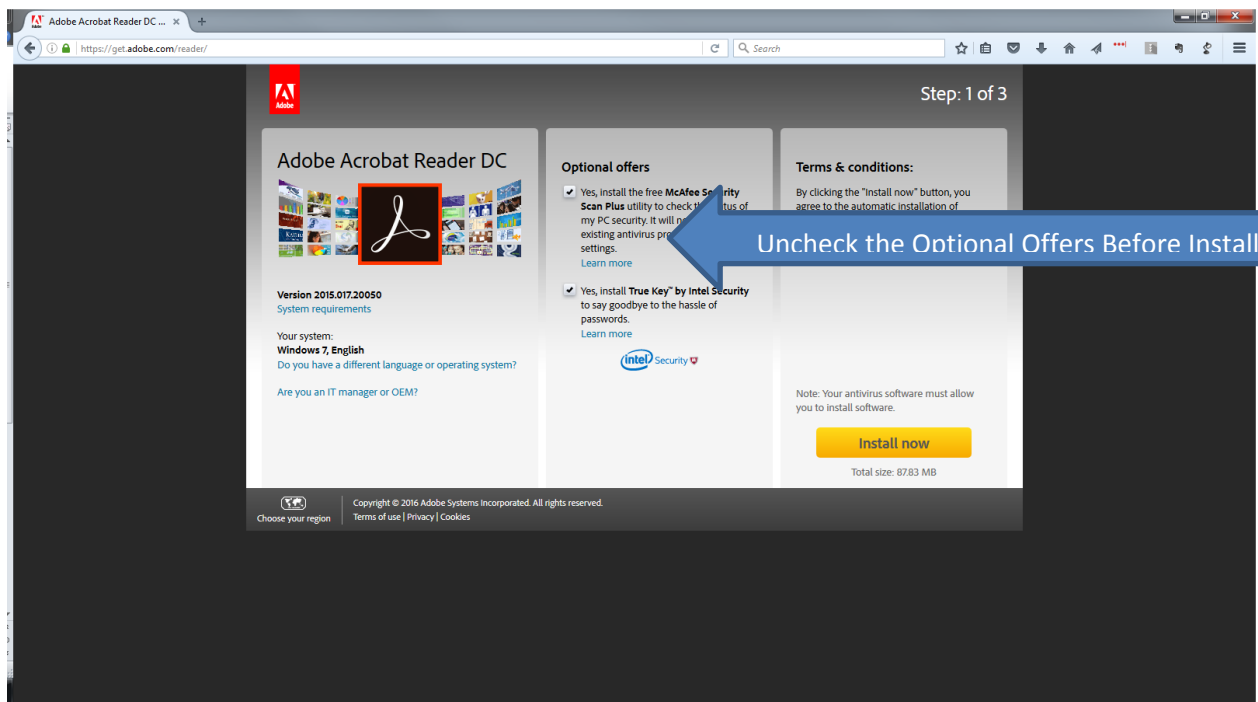 Adobe Acrobat Reader DC ... × +
https://get.adobe.com/reader/
Search
Adobe
Step: 1 of 3
Adobe Acrobat Reader DC
Version 2015.017.20050
System requirements
Your system:
Windows 7, English
Do you have a different language or operating system?
Are you an IT manager or OEM?
Optional offers
Yes, install the free McAfee Security
Scan Plus utility to check the status of
my PC security. It will
existing antivirus
settings.
Learn more
Yes, install True Key™ by Intel Security
to say goodbye to the hassle of
passwords.
Learn more
intel Security
Terms & conditions:
By clicking the "Install now" button, you
agree to the automatic installation of
Uncheck the Optional Offers Before Install
Note: Your antivirus software must allow
you to install software.
Install now
Total size: 87.83 MB
Choose your region
Copyright © 2016 Adobe Systems Incorporated. All rights reserved.
Terms of use | Privacy | Cookies